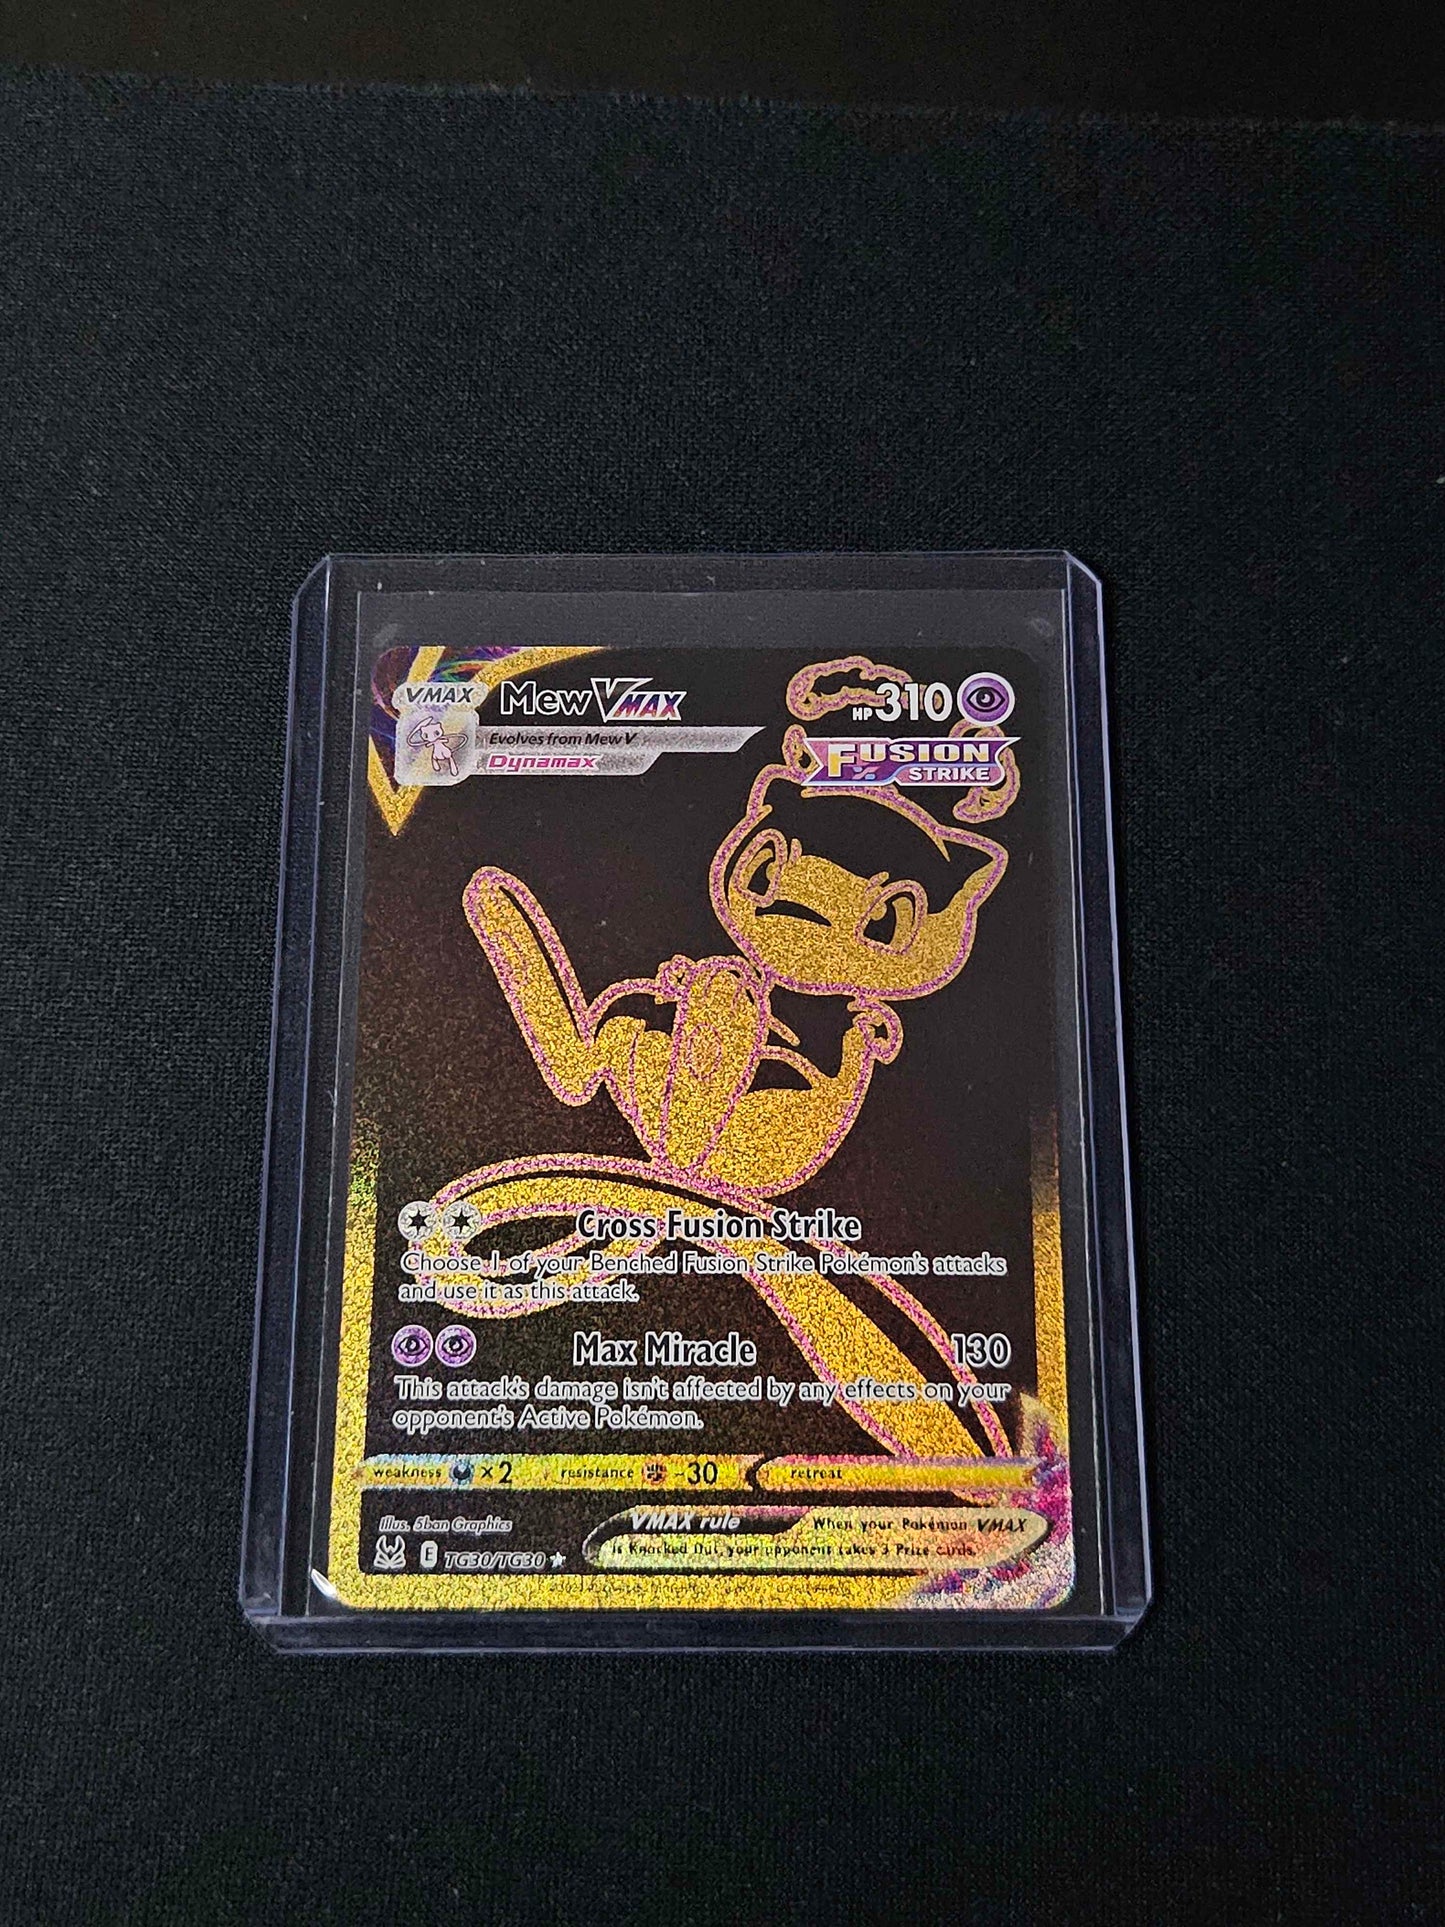 VMAX Mew VMAX HP 310
Evolves from Mew V
Dynamax
FUSION
STRIKE
Cross Fusion Strike
Choose 1 of your Benched Fusion Strike Pokémon's attacks
and use it as this attack.
Max Miracle 130
This attack's damage isn't affected by any effects on your
opponent's Active Pokémon.
weakness ×2 resistance -30 retreat
Illus. 5ban Graphics
VMAX rule When your Pokémon VMAX
is Knocked Out, your opponent takes 3 Prize cards.
E TG30/TG30